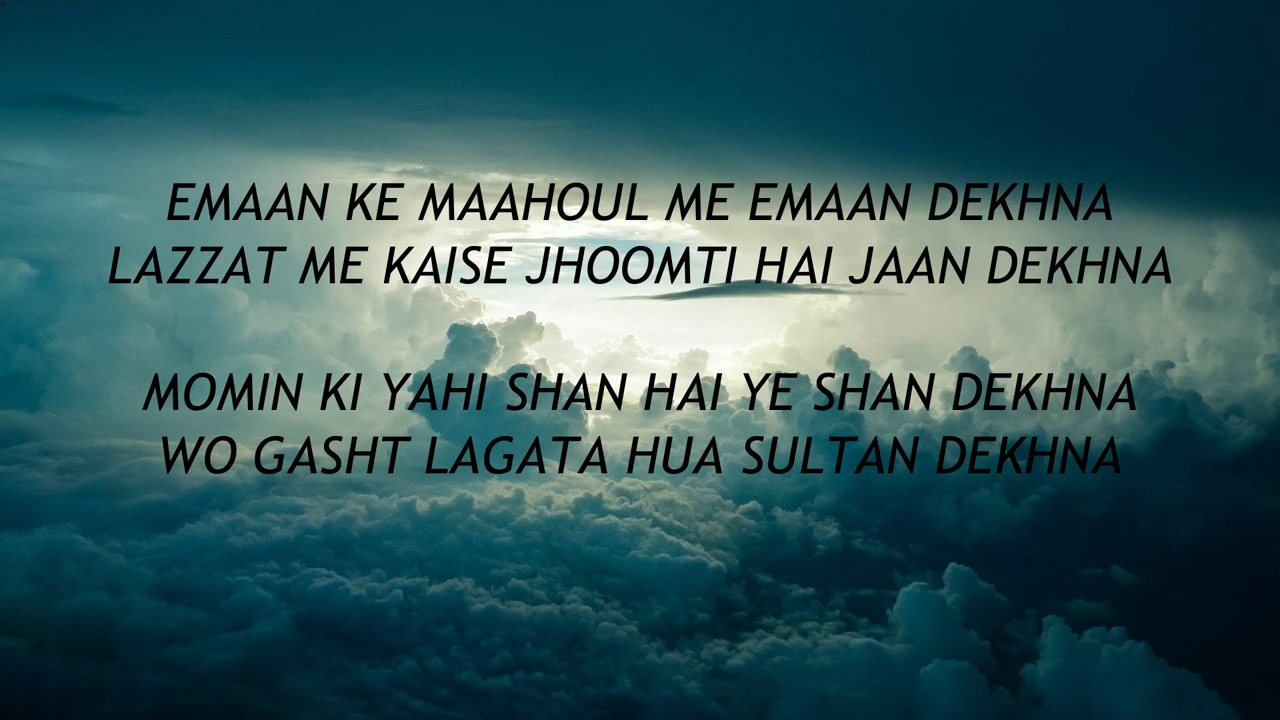 EMAAN KE MAAHOUL ME EMAAN DEKHNA
LAZZAT ME KAISE JHOOMTI HAI JAAN DEKHNA
MOMIN KI YAHI SHAN HAI YE SHAN DEKHNA
WO GASHT LAGATA HUA SULTAN DEKHNA